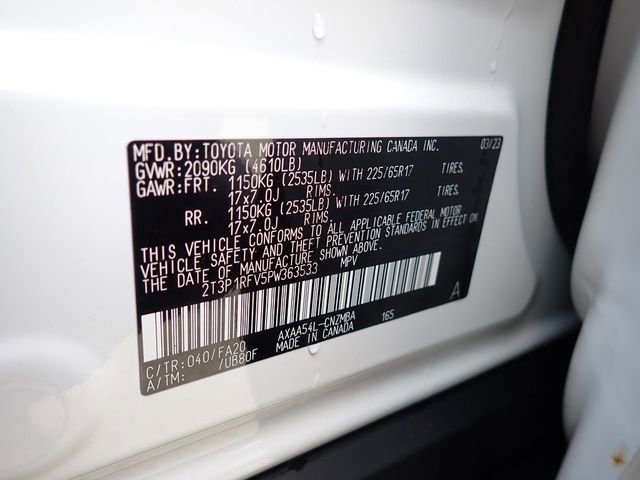 MFD.BY:TOYOTA MOTOR MANUFACTURING CANADA INC. 03/23
GVWR:2090KG (4610LB)
GAWR:FRT. 1150KG (2535LB) WITH 225/65R17 TIRES.
17x7.0J RIMS.
RR. 1150KG (2535LB) WITH 225/65R17 TIRES.
17x7.0J RIMS.
THIS VEHICLE CONFORMS TO ALL APPLICABLE FEDERAL MOTOR
VEHICLE SAFETY AND THEFT PREVENTION STANDARDS IN EFFECT ON
THE DATE OF MANUFACTURE SHOWN ABOVE.
2T3P1RFV5PW363533 MPV
A
C/TR:040/FA20 AXAA54L-CNZMBA 165
A/TM: /UB80F MADE IN CANADA